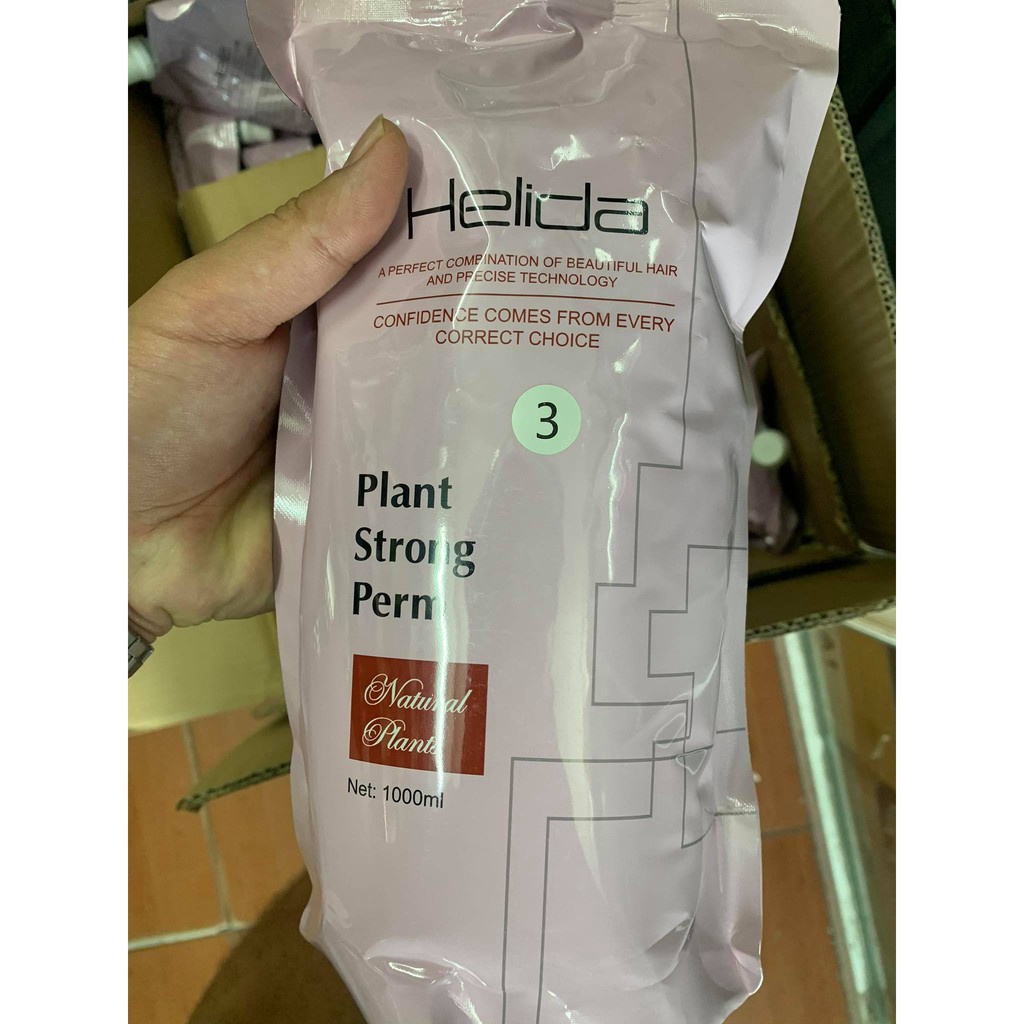 Helida
A PERFECT COMBINATION OF BEAUTIFUL HAIR
AND PRECISE TECHNOLOGY
CONFIDENCE COMES FROM EVERY
CORRECT CHOICE
3
Plant
Strong
Perm
Natural
Plants
Net: 1000ml